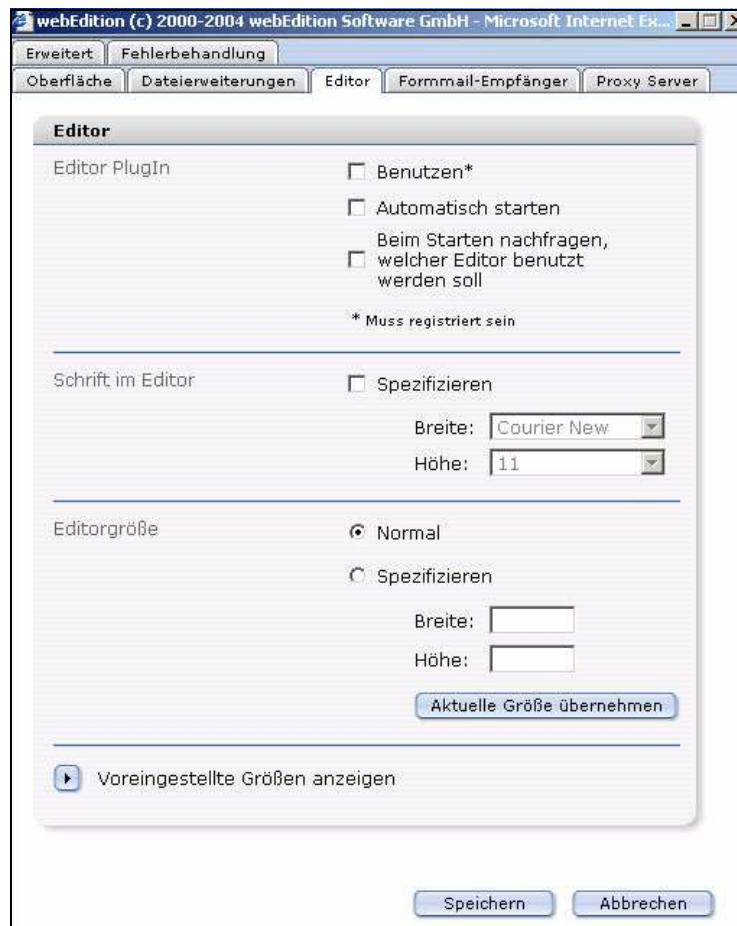 webEdition (c) 2000-2004 webEdition Software GmbH - Microsoft Internet Ex...
Erweitert Fehlerbehandlung
Oberfläche Dateierweiterungen Editor Formmail-Empfänger Proxy Server
Editor
Editor PlugIn
Benutzen*
Automatisch starten
Beim Starten nachfragen,
welcher Editor benutzt
werden soll
* Muss registriert sein
Schrift im Editor
Spezifizieren
Breite: Courier New
Höhe: 11
Editorgröße
Normal
Spezifizieren
Breite:
Höhe:
Aktuelle Größe übernehmen
Voreingestellte Größen anzeigen
Speichern Abbrechen